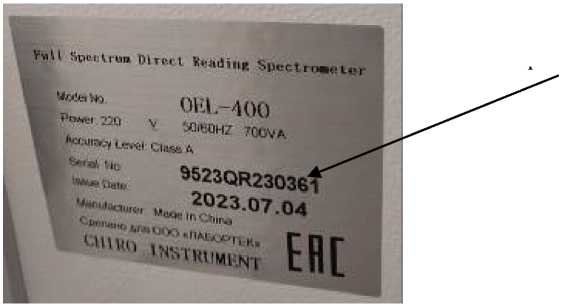 Full Spectrum Direct Reading Spectrometer
Model No. OEL-400
Power: 220 V 50/60HZ 700VA
Accuracy Level: Class A
Serial No: 9523QR230361
Issue Date: 2023.07.04
Manufacturer: Made In China
Сделано для ООО «ЛАБОРТЕК»
CHIRO INSTRUMENT EAC